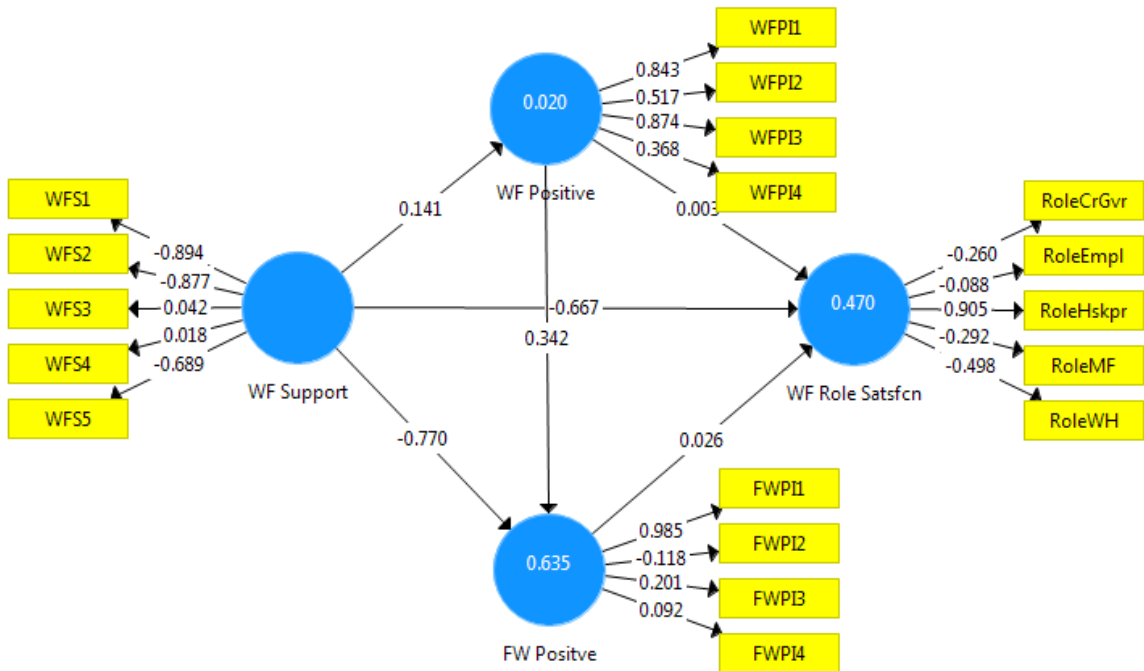 WFPI1
0.843
WFPI2
0.517
0.020
0.874
WFPI3
0.368
WFPI4
WF Positive
WFS1
RoleCrGvr
0.141
0.003
-0.894
-0.260
WFS2
RoleEmpl
-0.877
-0.088
WFS3
0.042
-0.667
0.470
0.905
RoleHskpr
0.018
-0.292
WFS4
0.342
RoleMF
-0.689
-0.498
WF Support
WF Role Satsfcn
WFS5
RoleWH
-0.770
0.026
FWPI1
0.985
FWPI2
-0.118
0.635
0.201
FWPI3
0.092
FW Positve
FWPI4